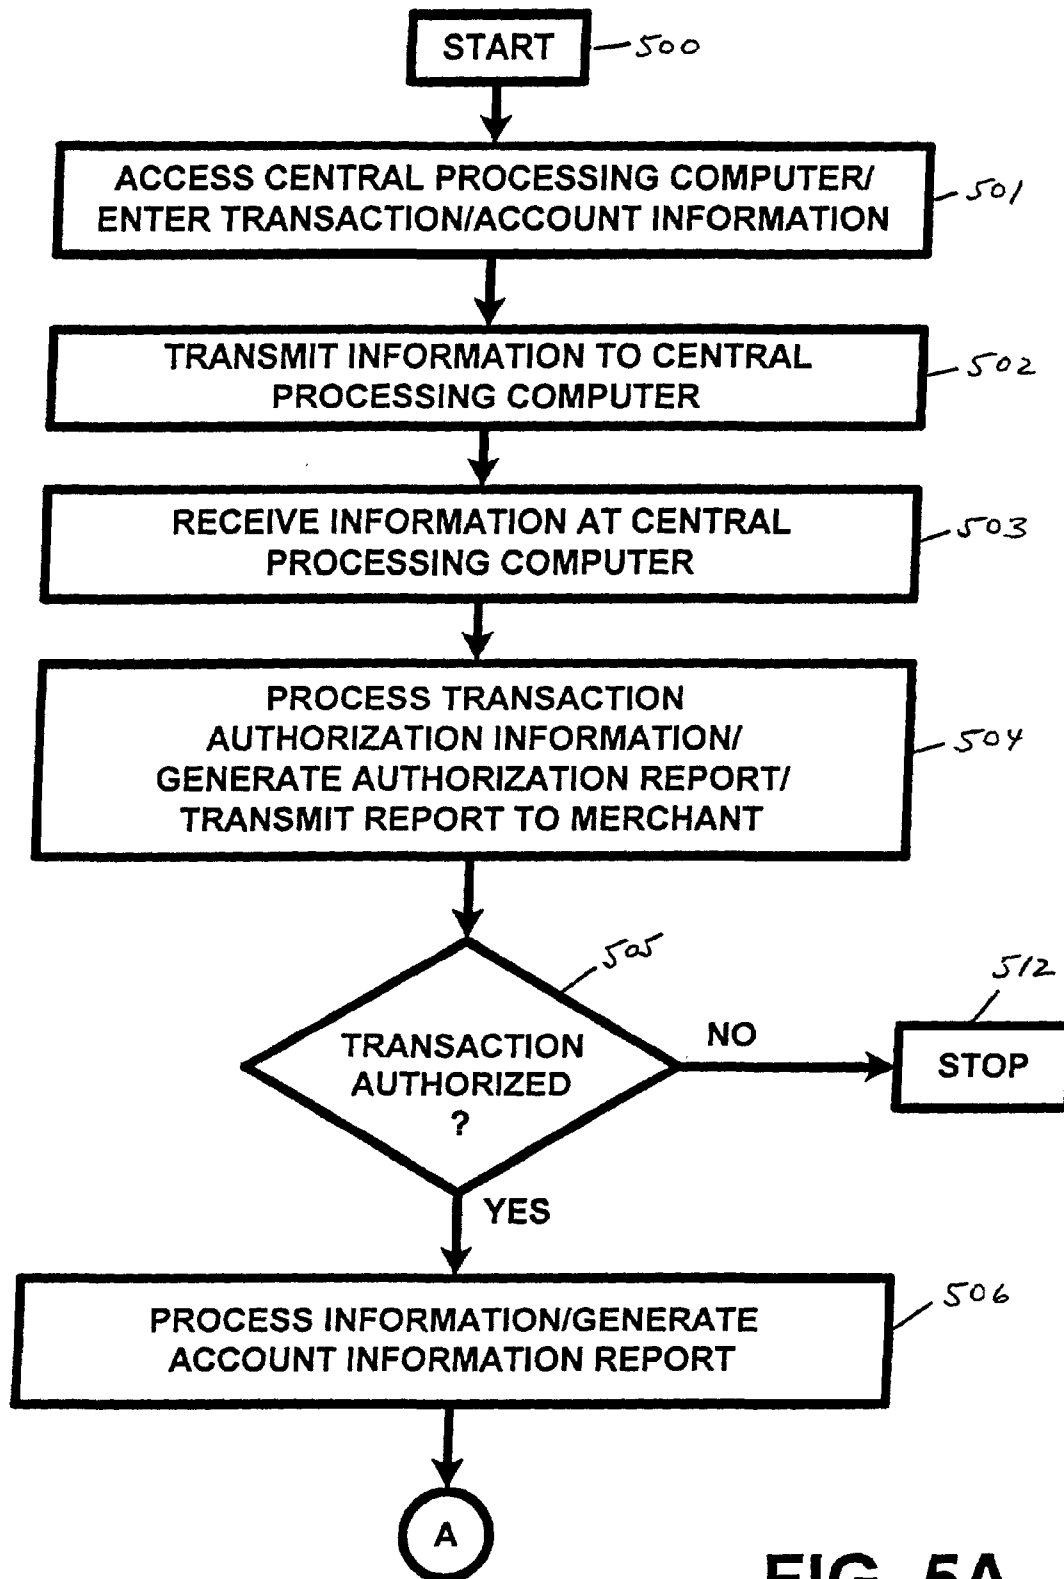 START
500
ACCESS CENTRAL PROCESSING COMPUTER/
ENTER TRANSACTION/ACCOUNT INFORMATION
501
TRANSMIT INFORMATION TO CENTRAL
PROCESSING COMPUTER
502
RECEIVE INFORMATION AT CENTRAL
PROCESSING COMPUTER
503
PROCESS TRANSACTION
AUTHORIZATION INFORMATION/
GENERATE AUTHORIZATION REPORT/
TRANSMIT REPORT TO MERCHANT
504
505
TRANSACTION
AUTHORIZED
?
NO
512
STOP
YES
PROCESS INFORMATION/GENERATE
ACCOUNT INFORMATION REPORT
506
A
FIG. 5A